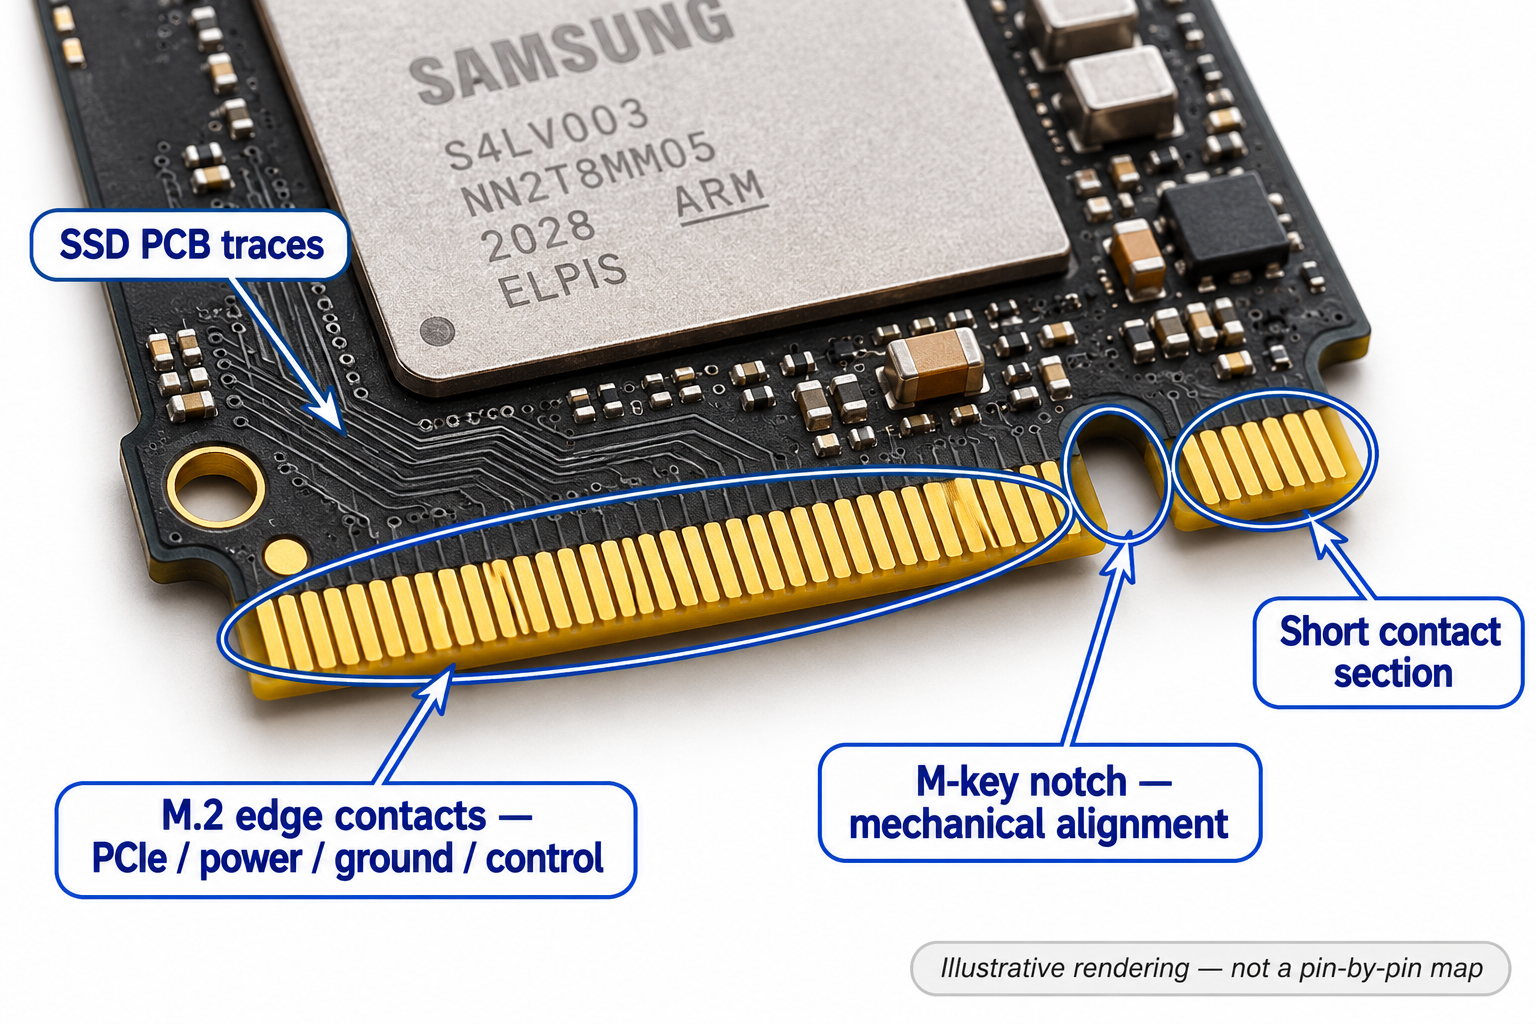 SAMSUNG
S4LV003
NN2T8MM05
2028 ARM
ELPIS
SSD PCB traces
Short contact
section
M-key notch —
mechanical alignment
M.2 edge contacts —
PCIe / power / ground / control
Illustrative rendering — not a pin-by-pin map